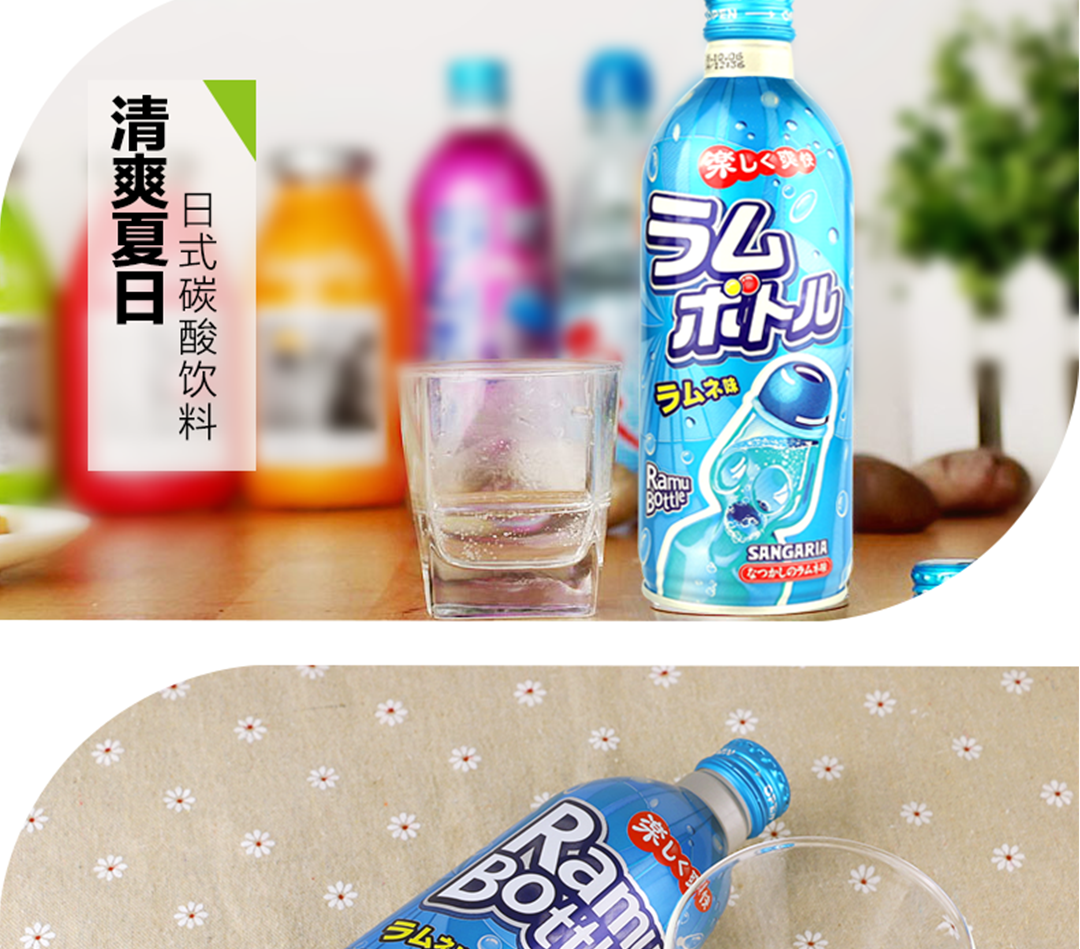 清爽夏日
日式碳酸饮料
楽しく爽快
ラム
ボトル
ラムネ味
Ramu
Bottle
SANGARIA
なつかしのラムネ味
楽しく爽快
Ramu